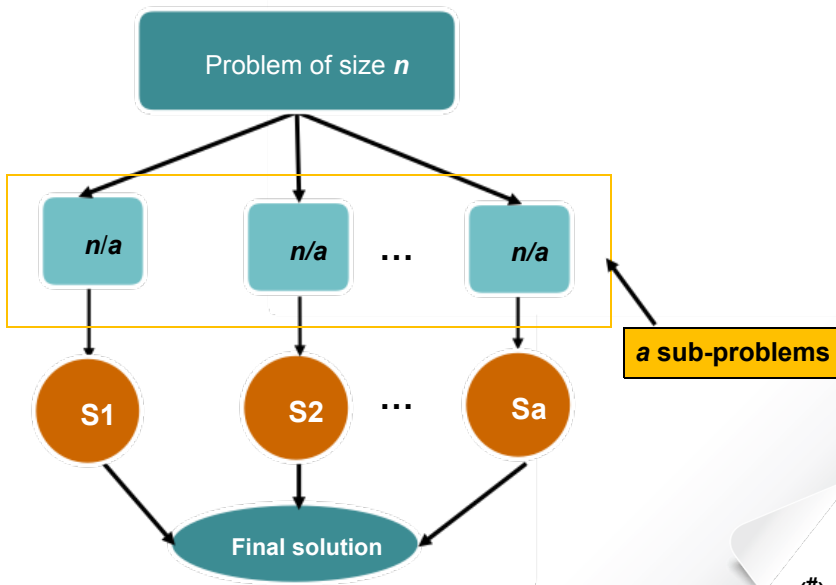 Problem of size n
n/a
n/a
...
n/a
a sub-problems
S1
S2
...
Sa
Final solution